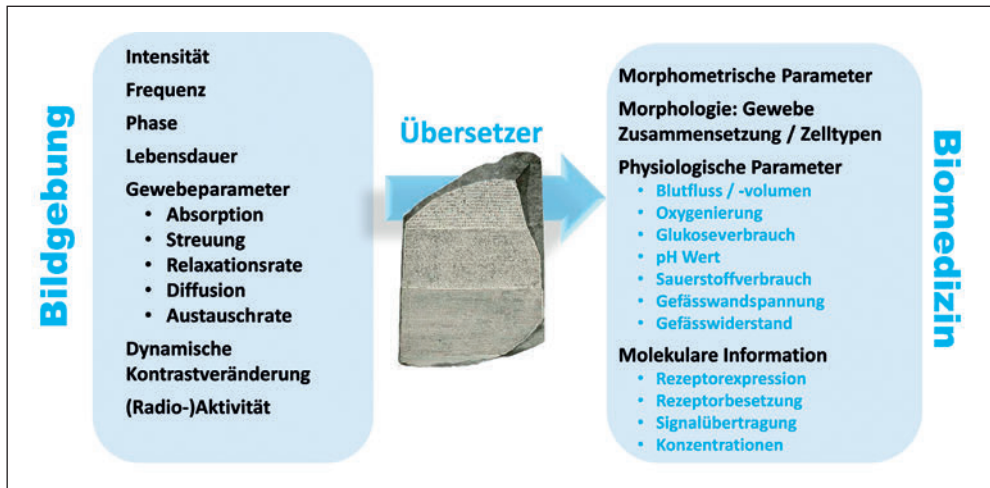 Bildgebung
Intensität
Frequenz
Phase
Lebensdauer
Gewebeparameter
• Absorption
• Streuung
• Relaxationsrate
• Diffusion
• Austauschrate
Dynamische
Kontrastveränderung
(Radio-)Aktivität
Übersetzer
Morphometrische Parameter
Morphologie: Gewebe
Zusammensetzung / Zelltypen
Physiologische Parameter
• Blutfluss / -volumen
• Oxygenierung
• Glukoseverbrauch
• pH Wert
• Sauerstoffverbrauch
• Gefässwandspannung
• Gefässwiderstand
Molekulare Information
• Rezeptorexpression
• Rezeptorbesetzung
• Signalübertragung
• Konzentrationen
Biomedizin